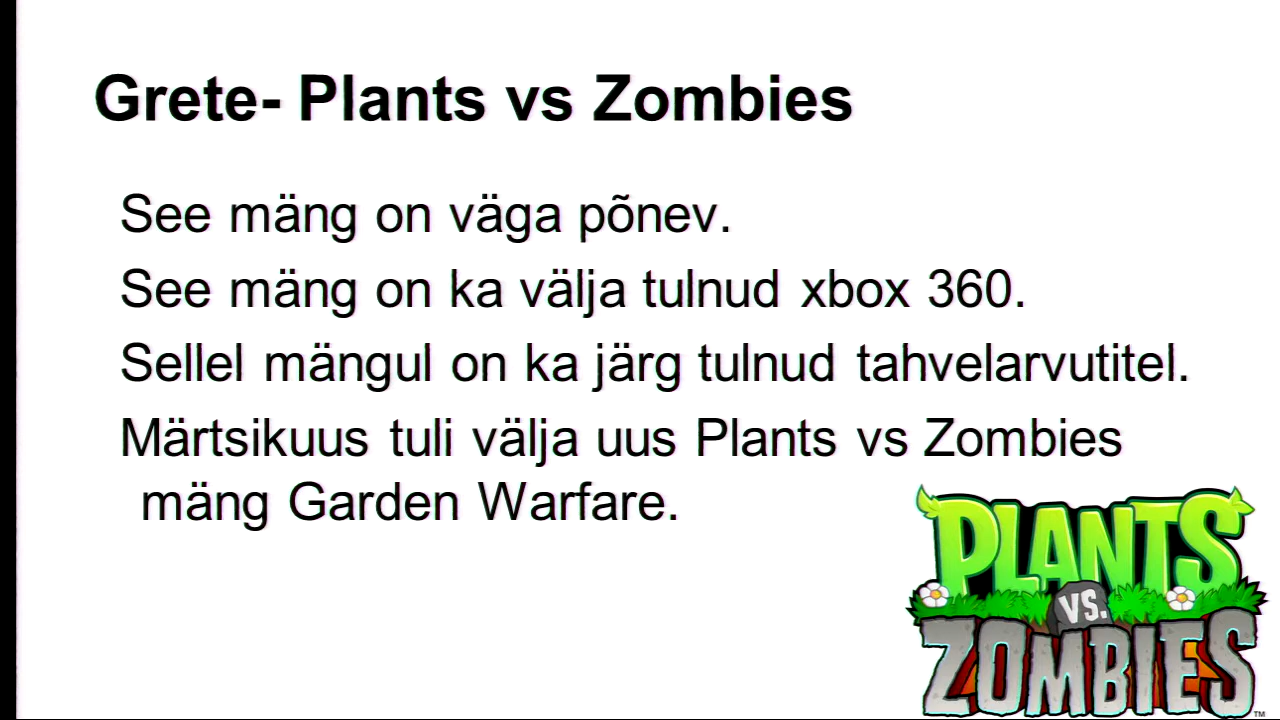 Grete- Plants vs Zombies
See mäng on väga põnev.
See mäng on ka välja tulnud xbox 360.
Sellel mängul on ka järg tulnud tahvelarvutitel.
Märtsikuus tuli välja uus Plants vs Zombies
mäng Garden Warfare.
PLANTS
VS.
ZOMBIES
TM